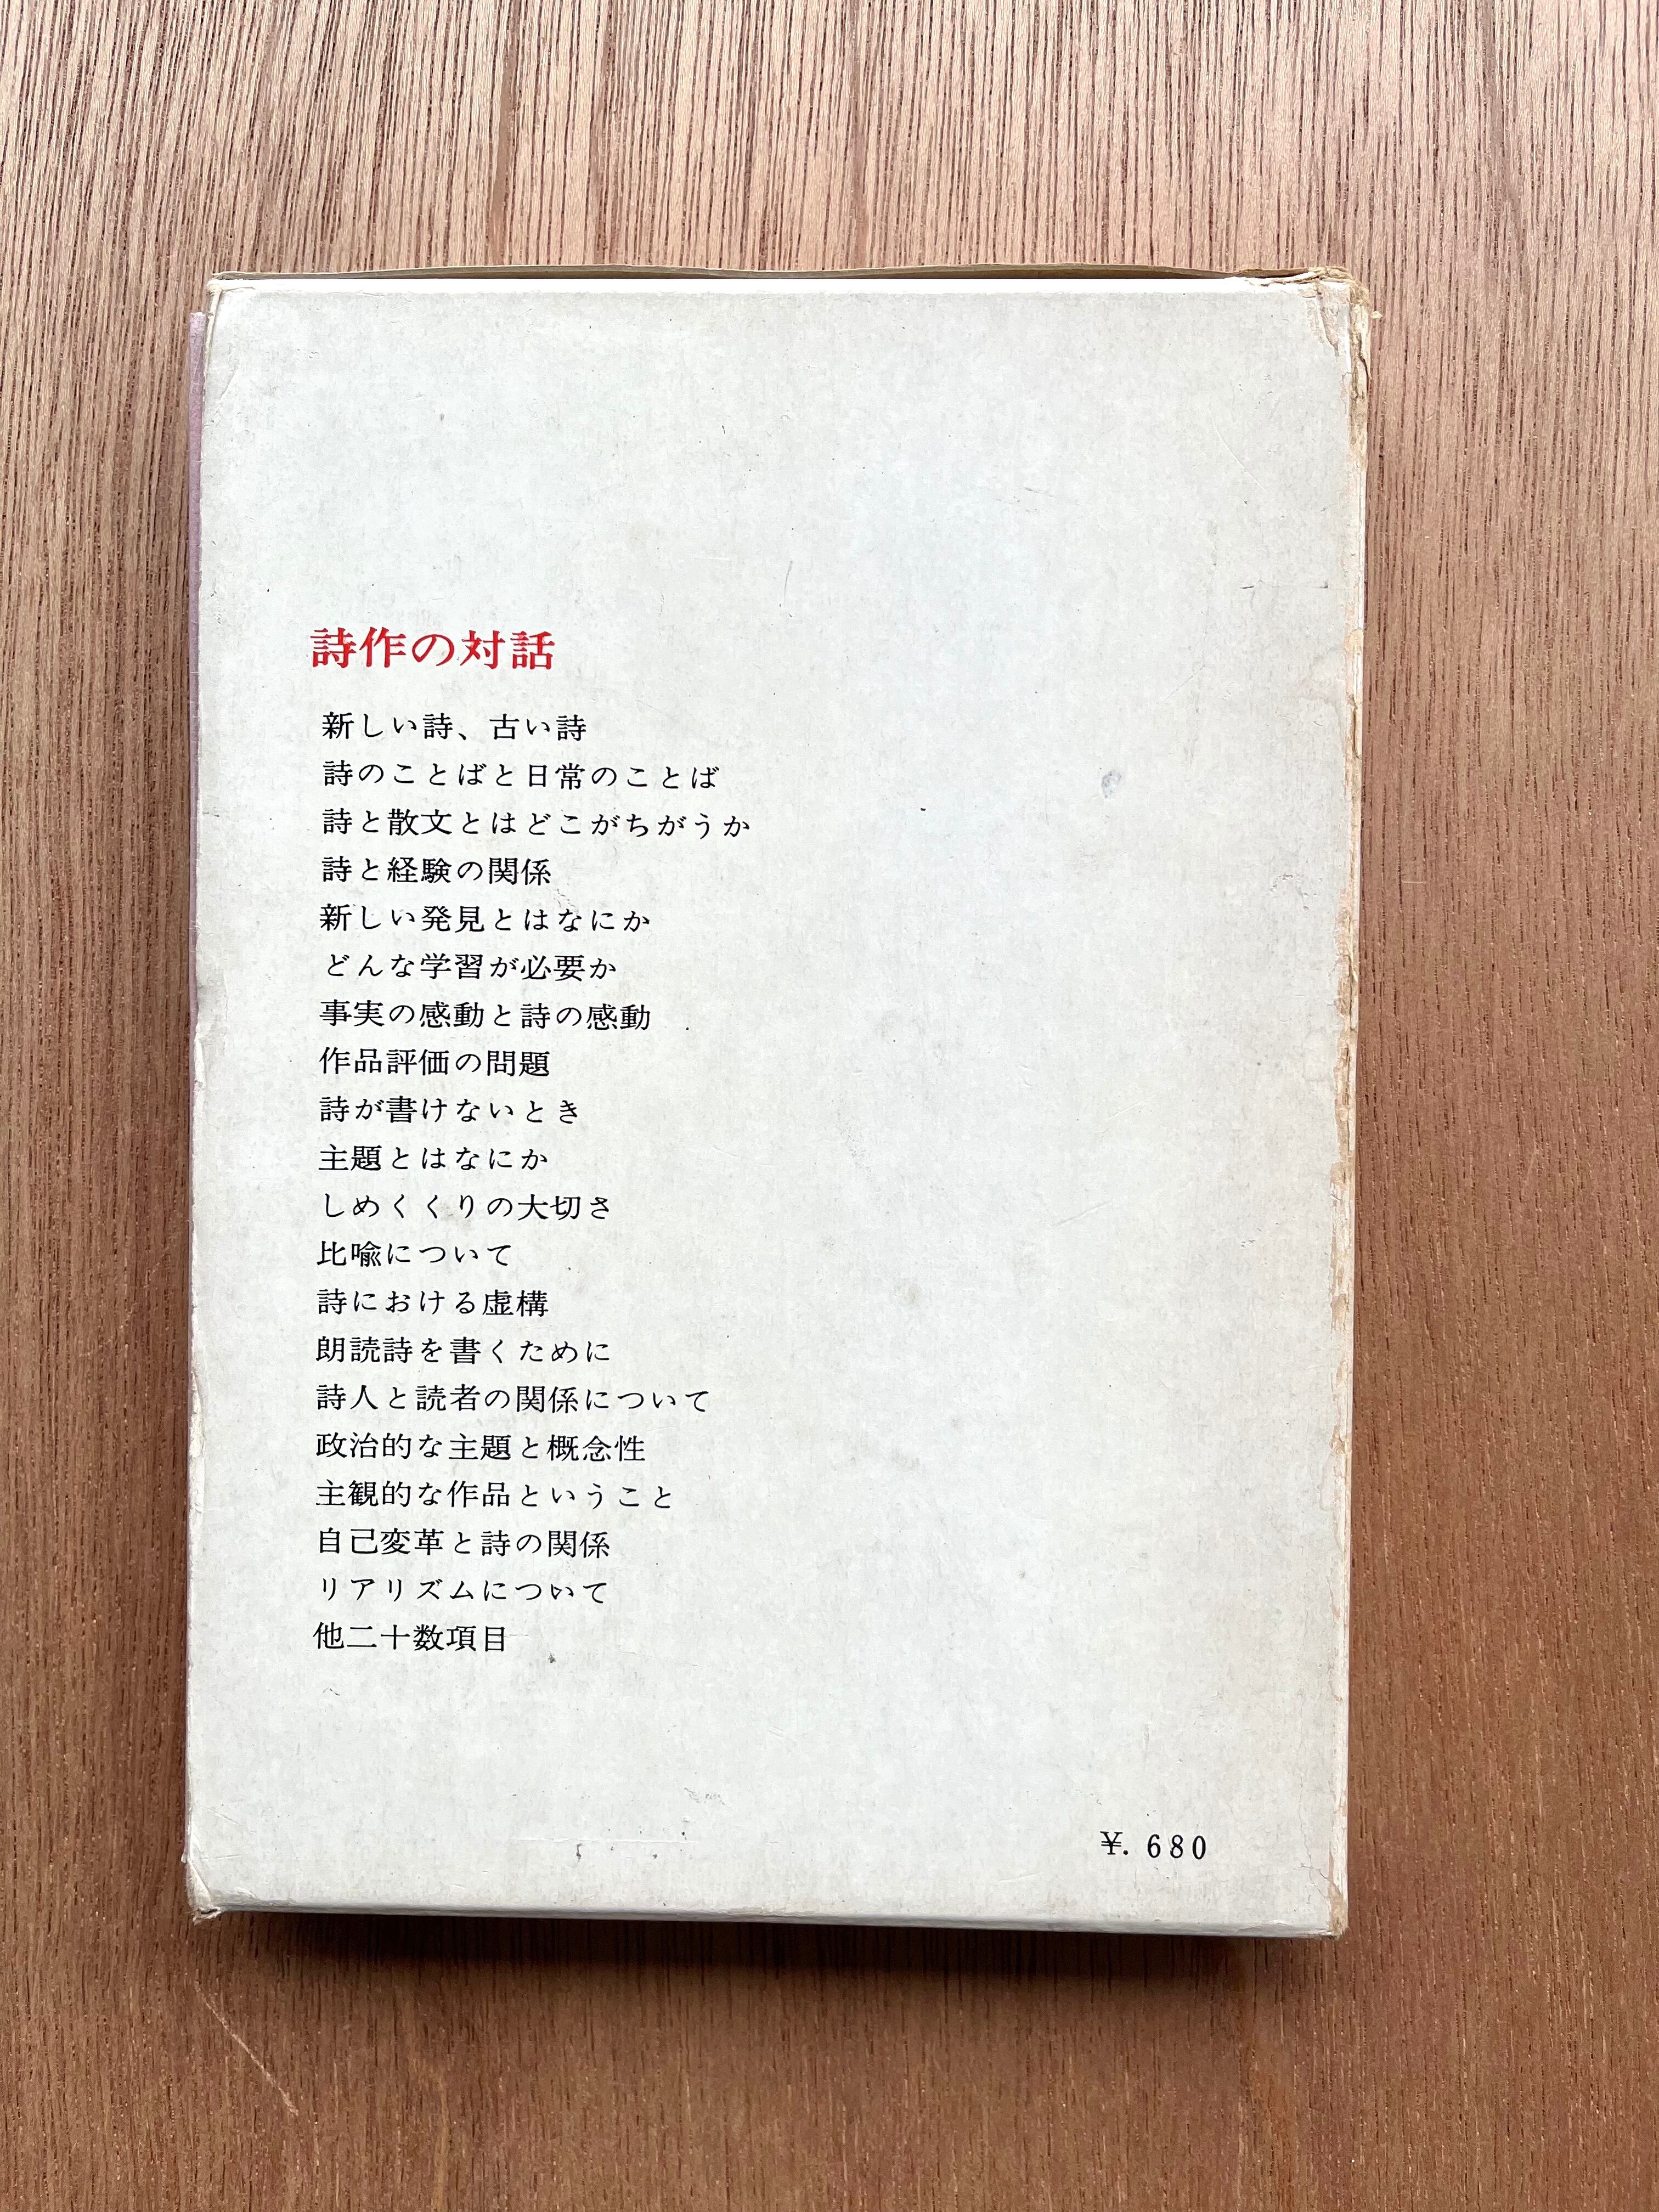 詩作の対話
新しい詩、古い詩
詩のことばと日常のことば
詩と散文とはどこがちがうか
詩と経験の関係
新しい発見とはなにか
どんな学習が必要か
事実の感動と詩の感動
作品評価の問題
詩が書けないとき
主題とはなにか
しめくくりの大切さ
比喩について
詩における虚構
朗読詩を書くために
詩人と読者の関係について
政治的な主題と概念性
主観的な作品ということ
自己変革と詩の関係
リアリズムについて
他二十数項目
¥. 680